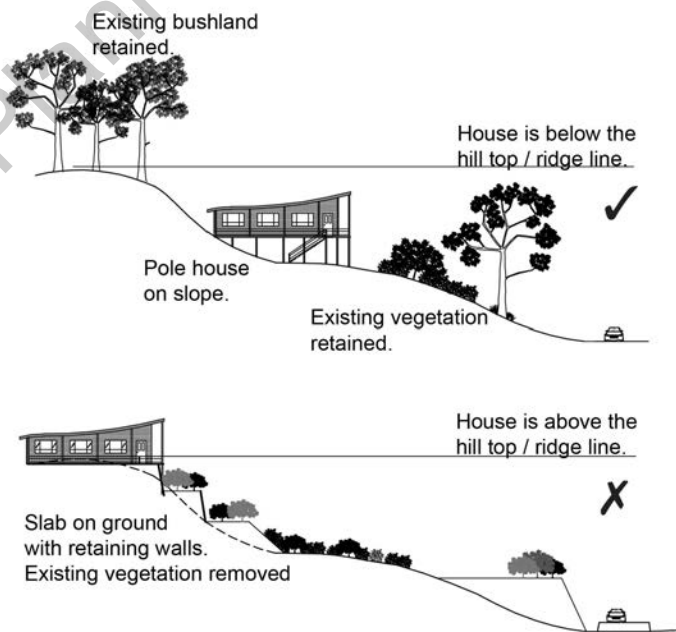 Existing bushland
retained.
House is below the
hill top / ridge line.
Pole house
on slope.
Existing vegetation
retained.
House is above the
hill top / ridge line.
Slab on ground
with retaining walls.
Existing vegetation removed